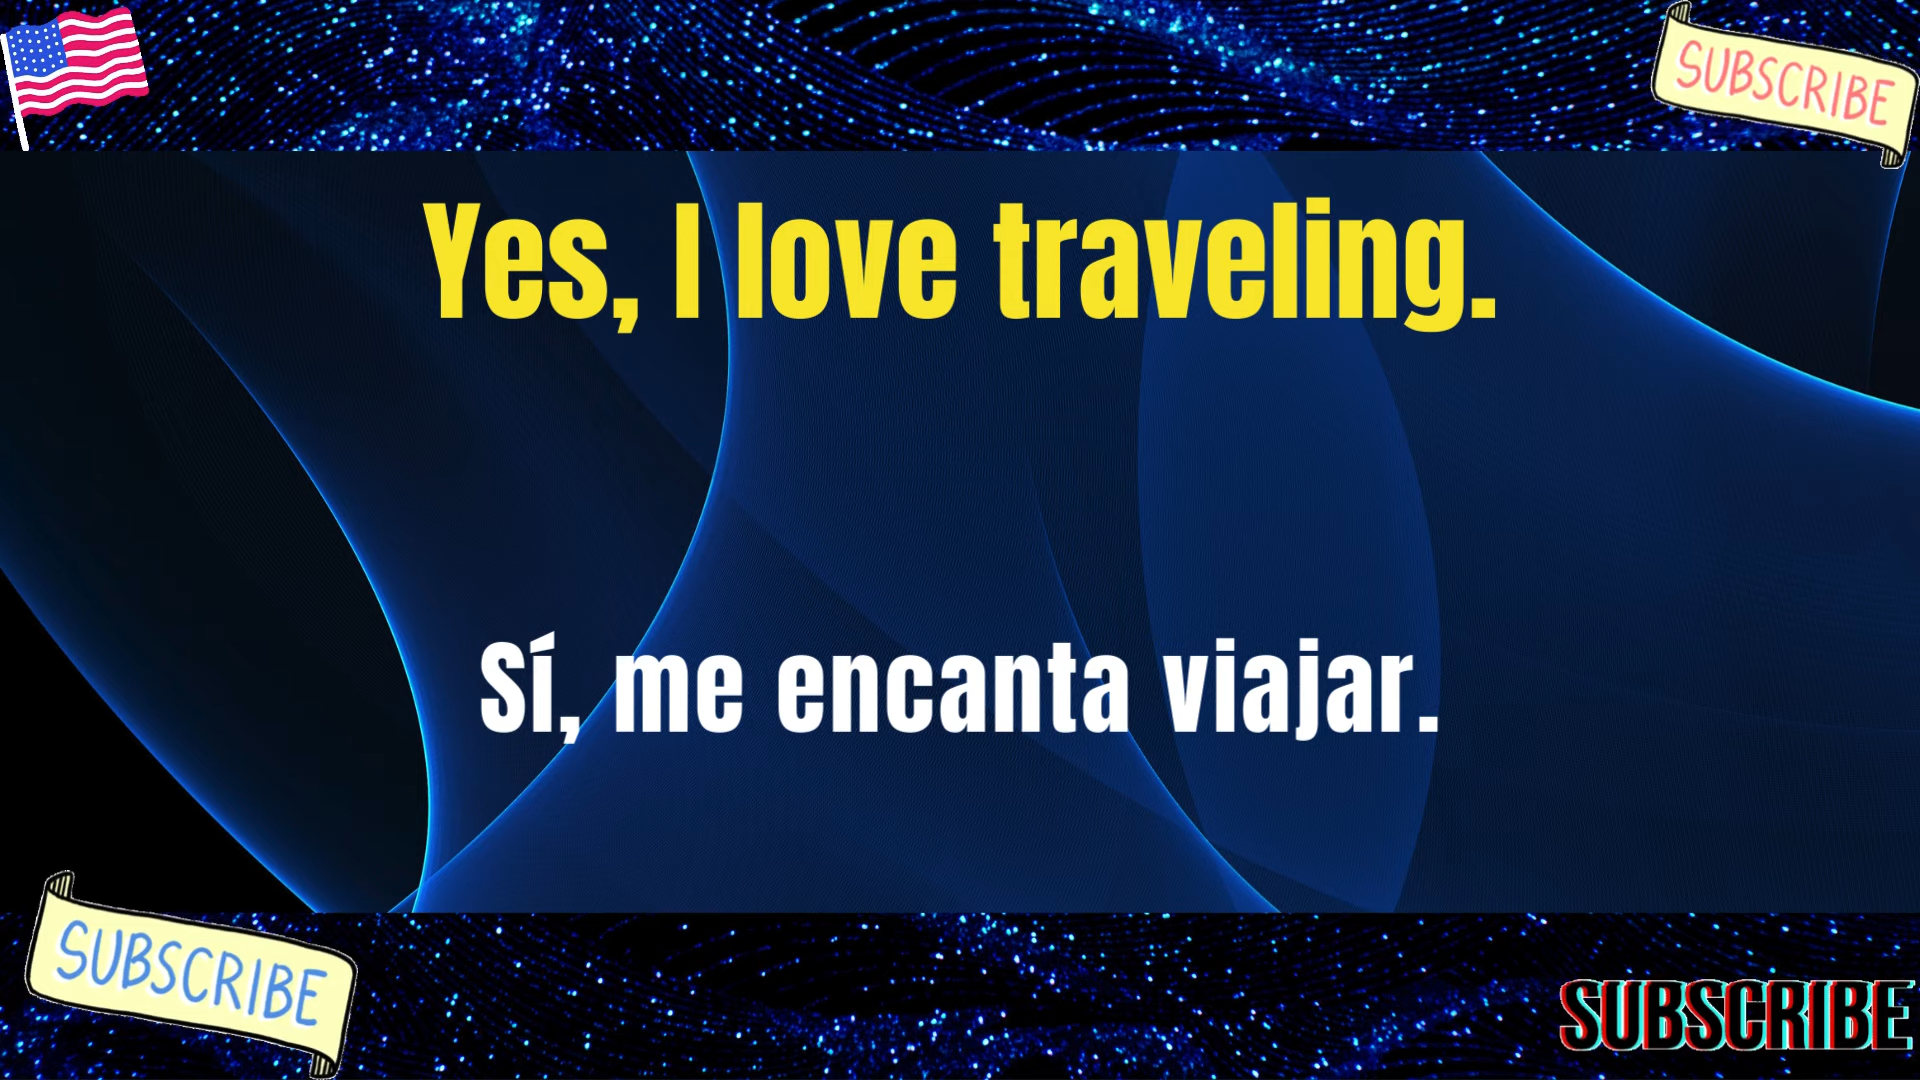 SUBSCRIBE
Yes, I love traveling.
Sí, me encanta viajar.
SUBSCRIBE
SUBSCRIBE